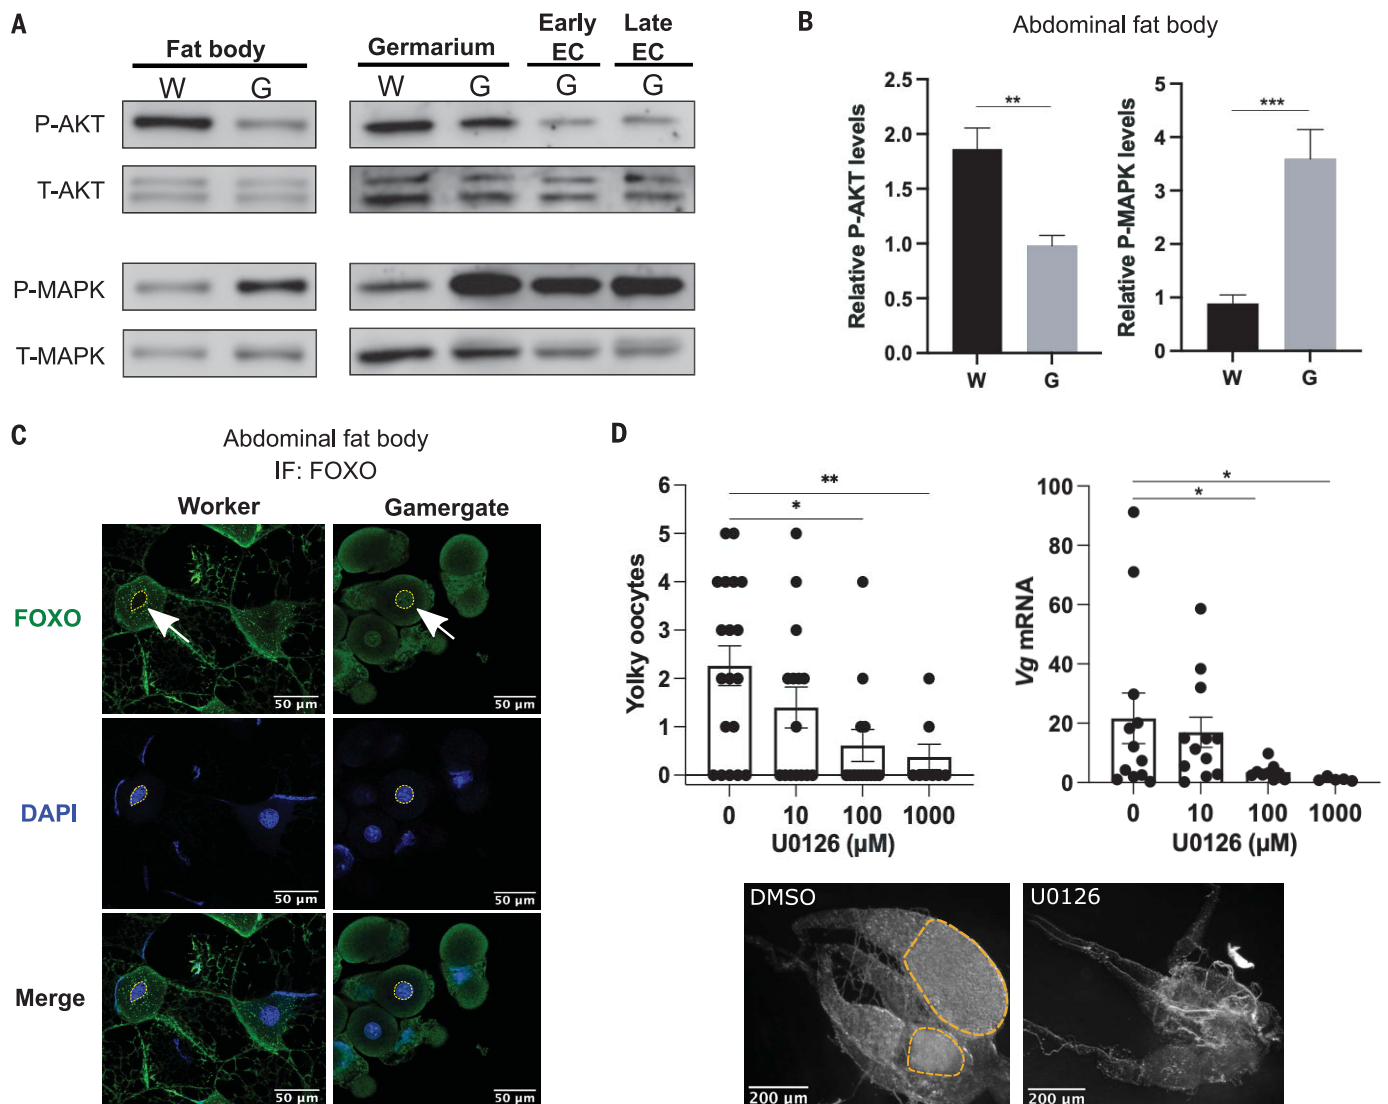 A
Fat body
Germarium
Early EC
Late EC
W G W G G G
P-AKT
T-AKT
P-MAPK
T-MAPK
B
Abdominal fat body
Relative P-AKT levels
2.5
2.0
1.5
1.0
0.5
0.0
**
W G
Relative P-MAPK levels
5
4
3
2
1
0
***
W G
C
Abdominal fat body
IF: FOXO
Worker Gamergate
FOXO
50 µm 50 µm
DAPI
50 µm 50 µm
Merge
50 µm 50 µm
D
Yolky oocytes
6
5
4
3
2
1
0
**
*
0 10 100 1000
U0126 (µM)
Vg mRNA
100
80
60
40
20
0
*
*
0 10 100 1000
U0126 (µM)
DMSO
200 µm
U0126
200 µm